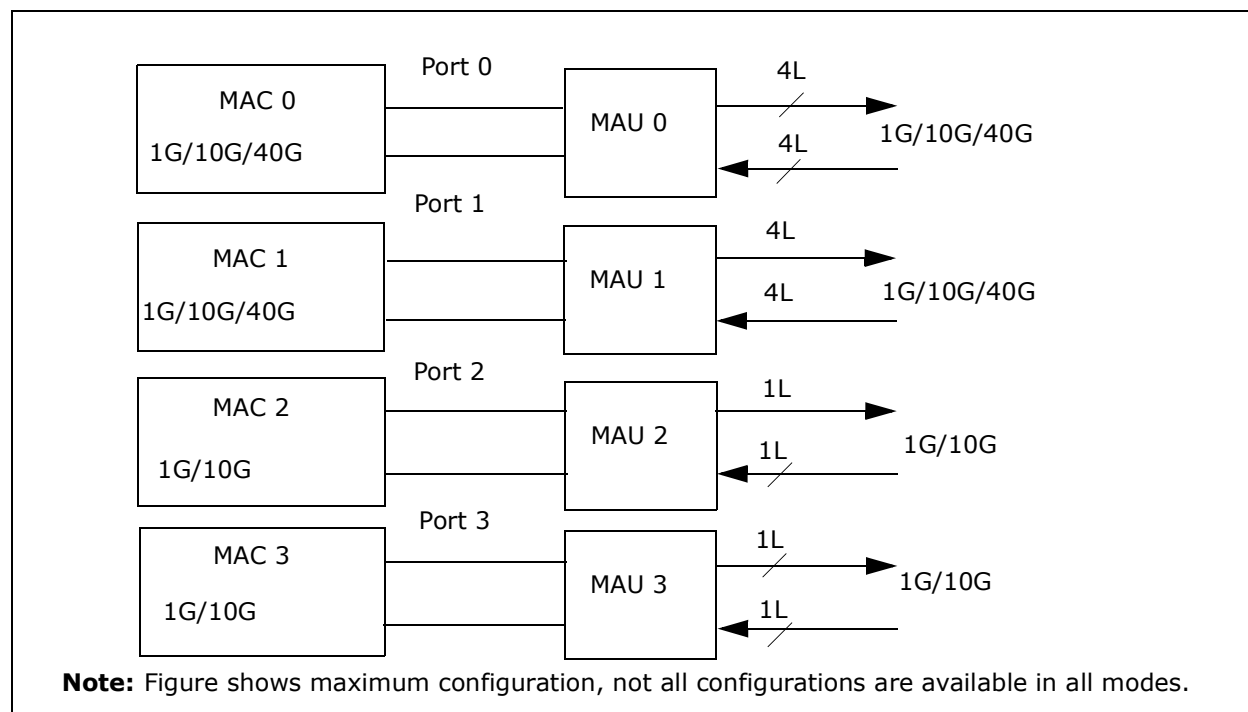 Port 0
4L
MAC 0
MAU 0
1G/10G/40G
1G/10G/40G
4L
Port 1
4L
MAC 1
MAU 1
1G/10G/40G
1G/10G/40G
4L
Port 2
1L
MAC 2
MAU 2
1G/10G
1G/10G
1L
Port 3
1L
MAC 3
MAU 3
1G/10G
1G/10G
1L
Note: Figure shows maximum configuration, not all configurations are available in all modes.